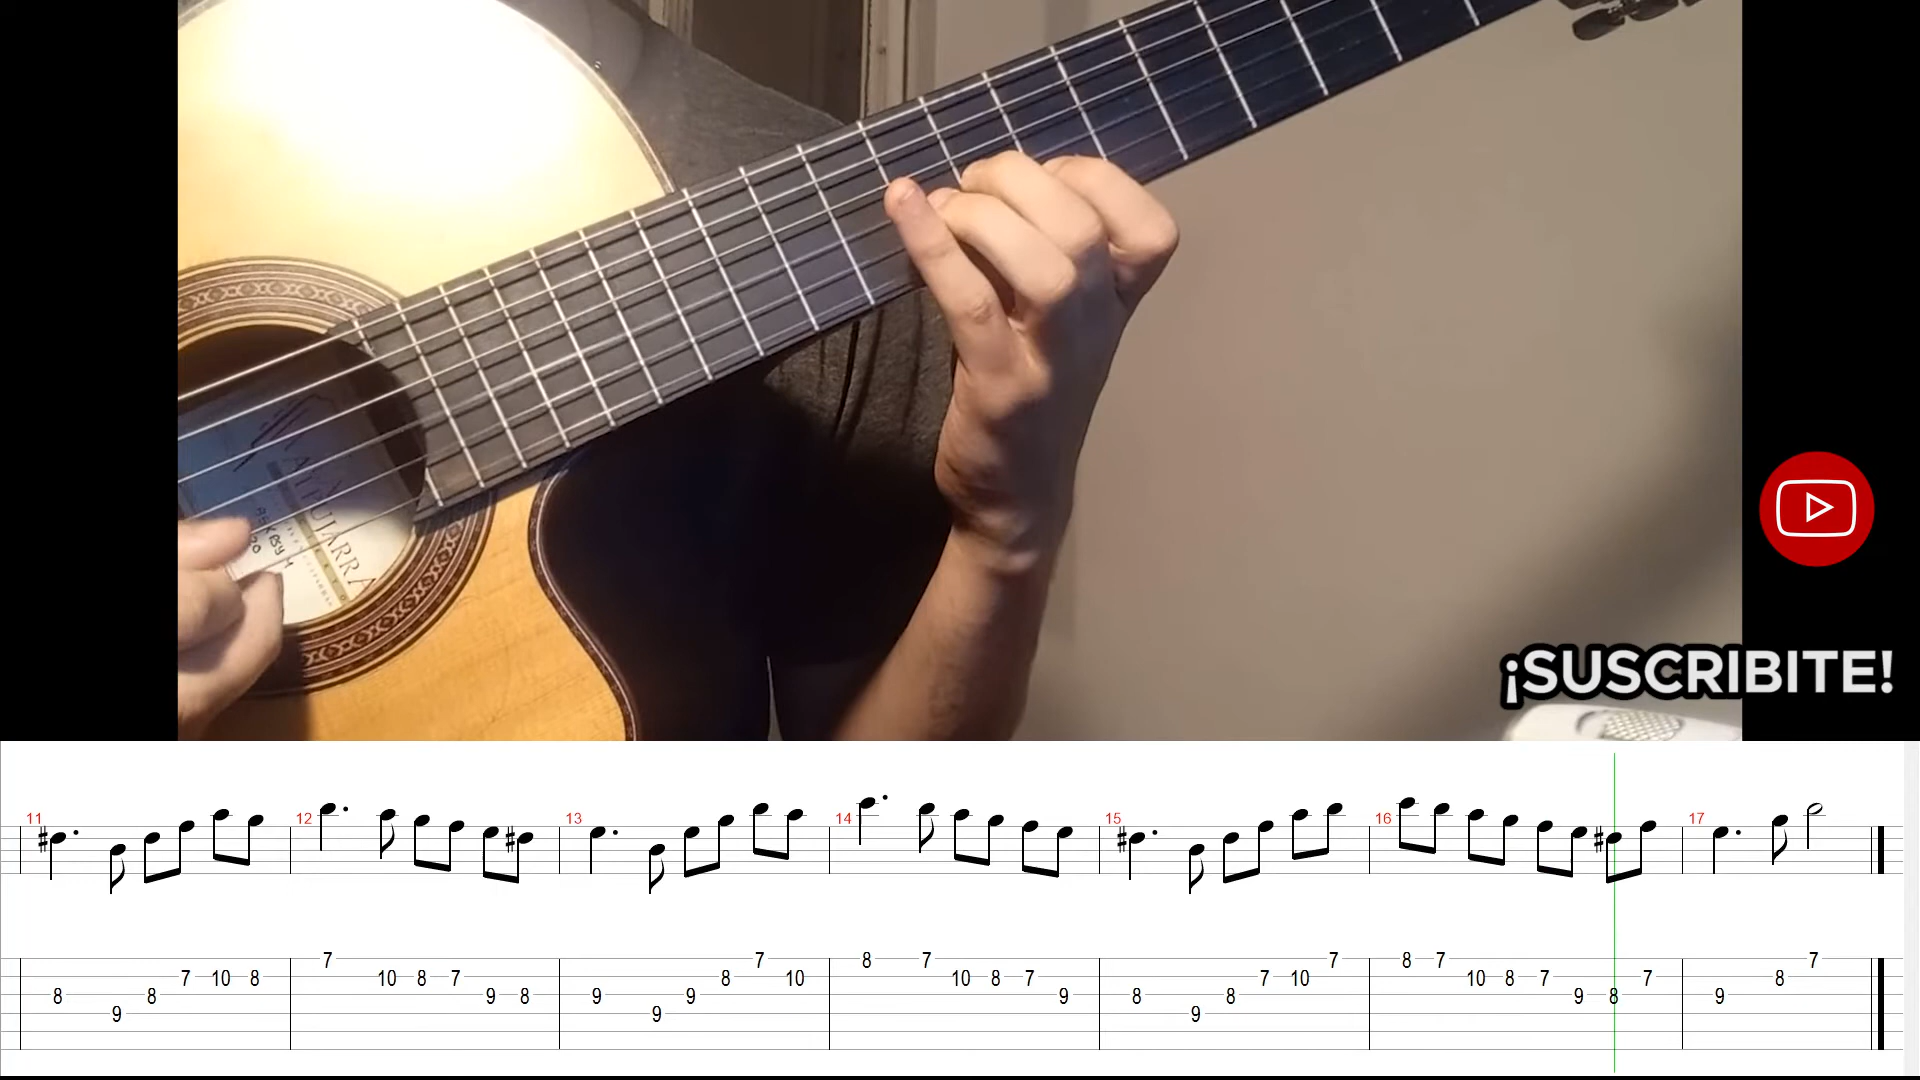 ALPUJARRA
¡SUSCRIBITE!
11 12 13 14 15 16 17
7 7 8 7 7 8 7 7
7 10 8 10 8 7 8 10 10 8 7 7 10 10 8 7 7 8
8 8 9 8 9 9 9 8 8 9 8 9
9 9 9